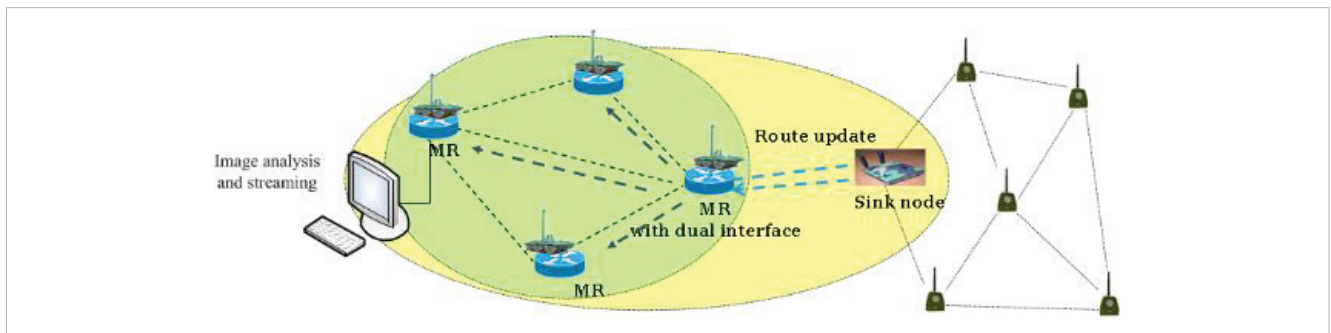 Image analysis
and streaming
MR
Route update
Sink node
MR
with dual interface
MR